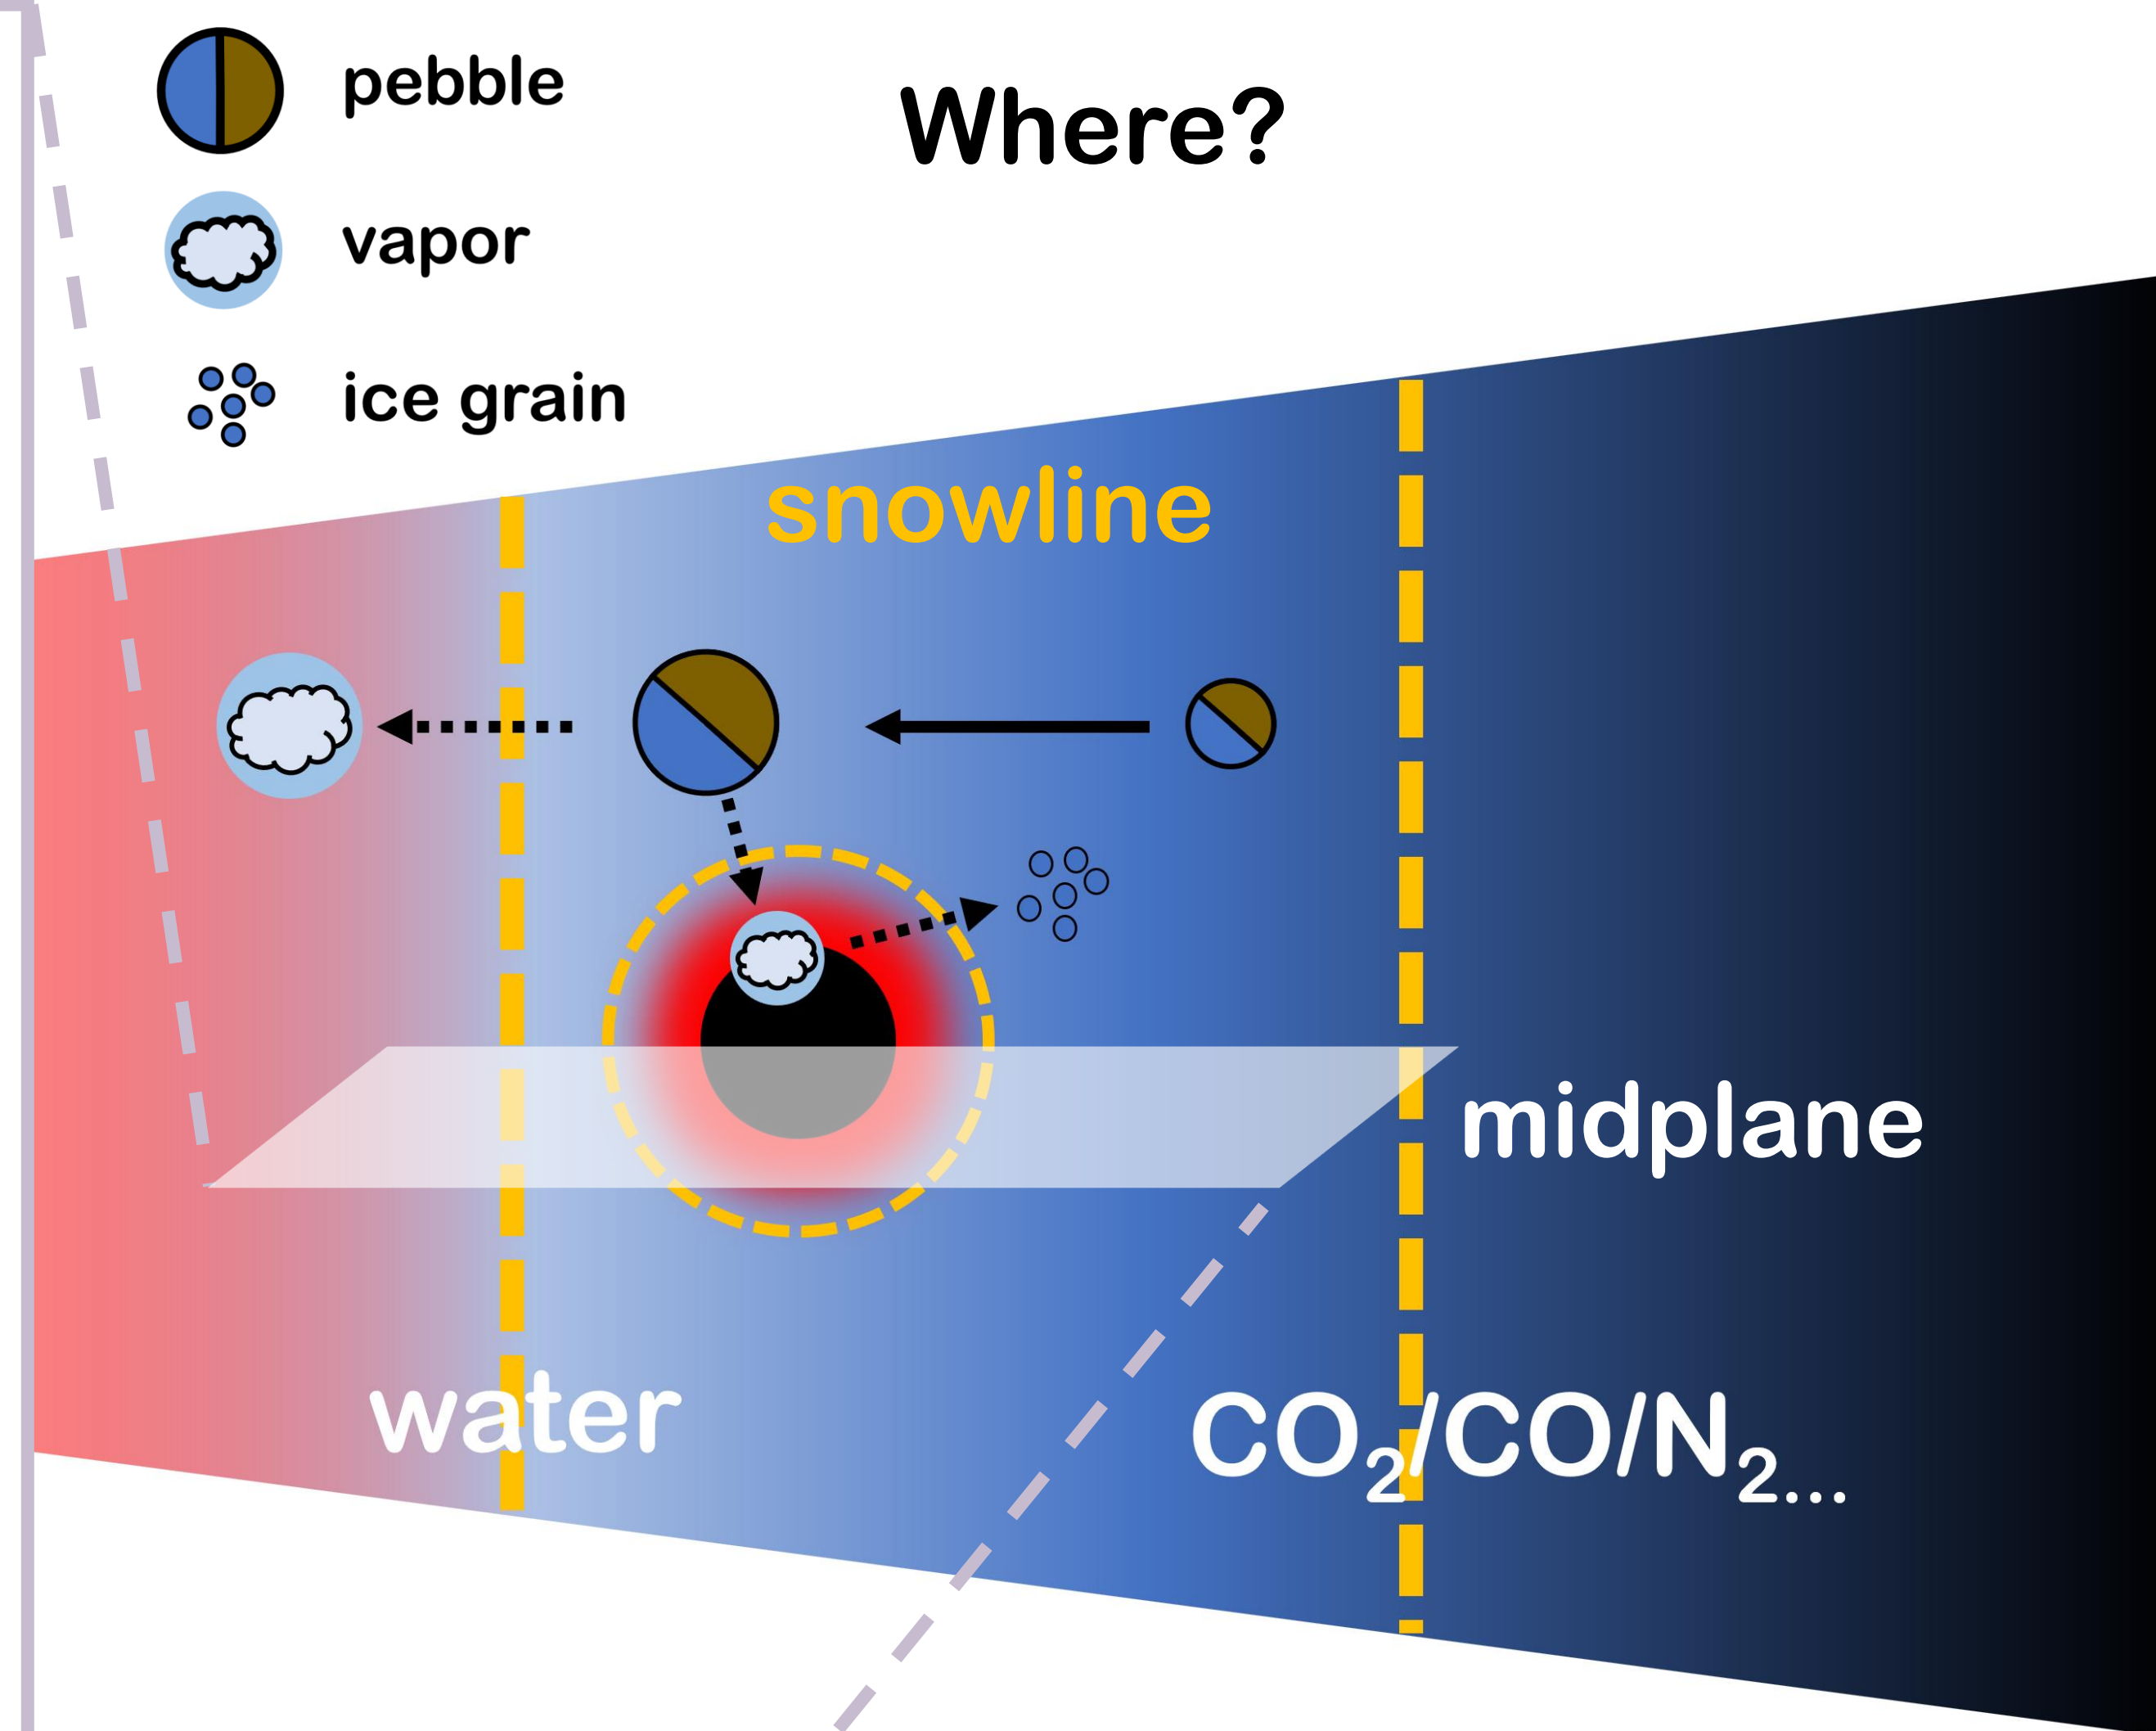 pebble
Where?
vapor
ice grain
snowline
midplane
water
CO₂/CO/N₂...